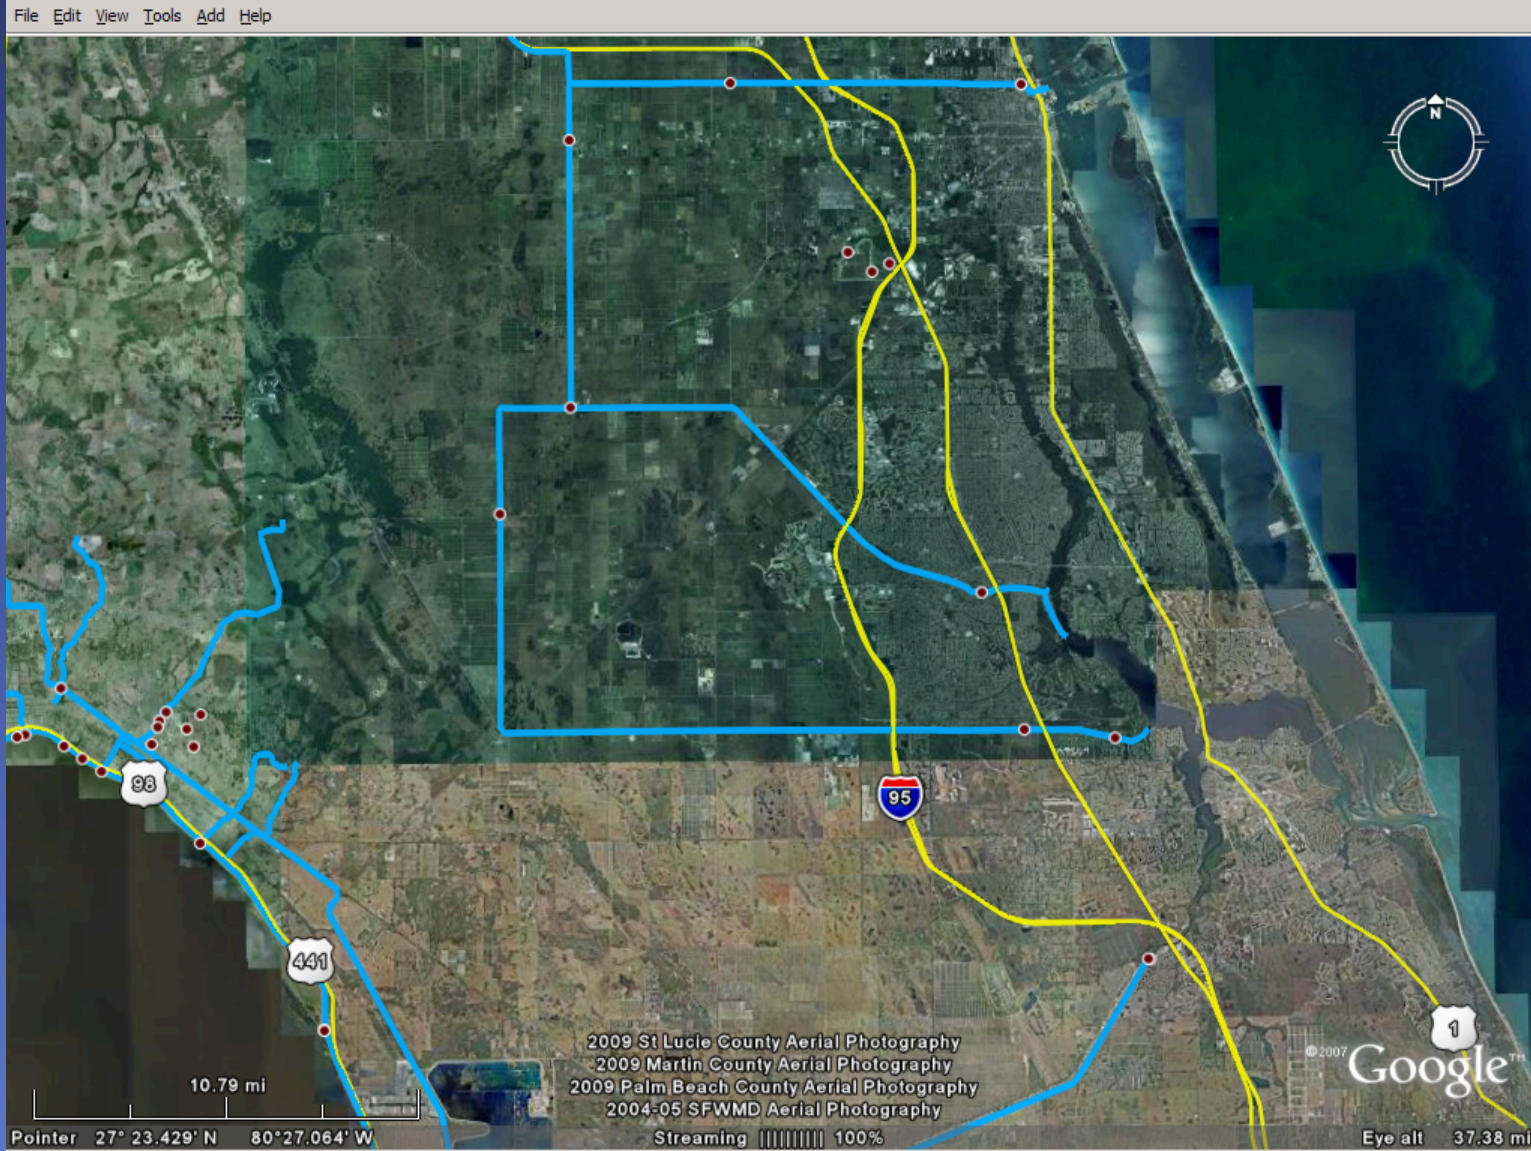 File Edit View Tools Add Help
N
98
95
441
1
2009 St Lucie County Aerial Photography
2009 Martin County Aerial Photography
2009 Palm Beach County Aerial Photography
2004-05 SFWMD Aerial Photography
©2007 Google™
10.79 mi
Pointer 27° 23.429' N 80°27.064' W Streaming |||||||||| 100% Eye alt 37.38 mi